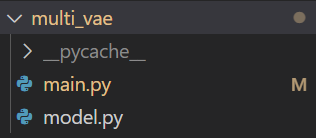 multi_vae
__pycache__
main.py M
model.py